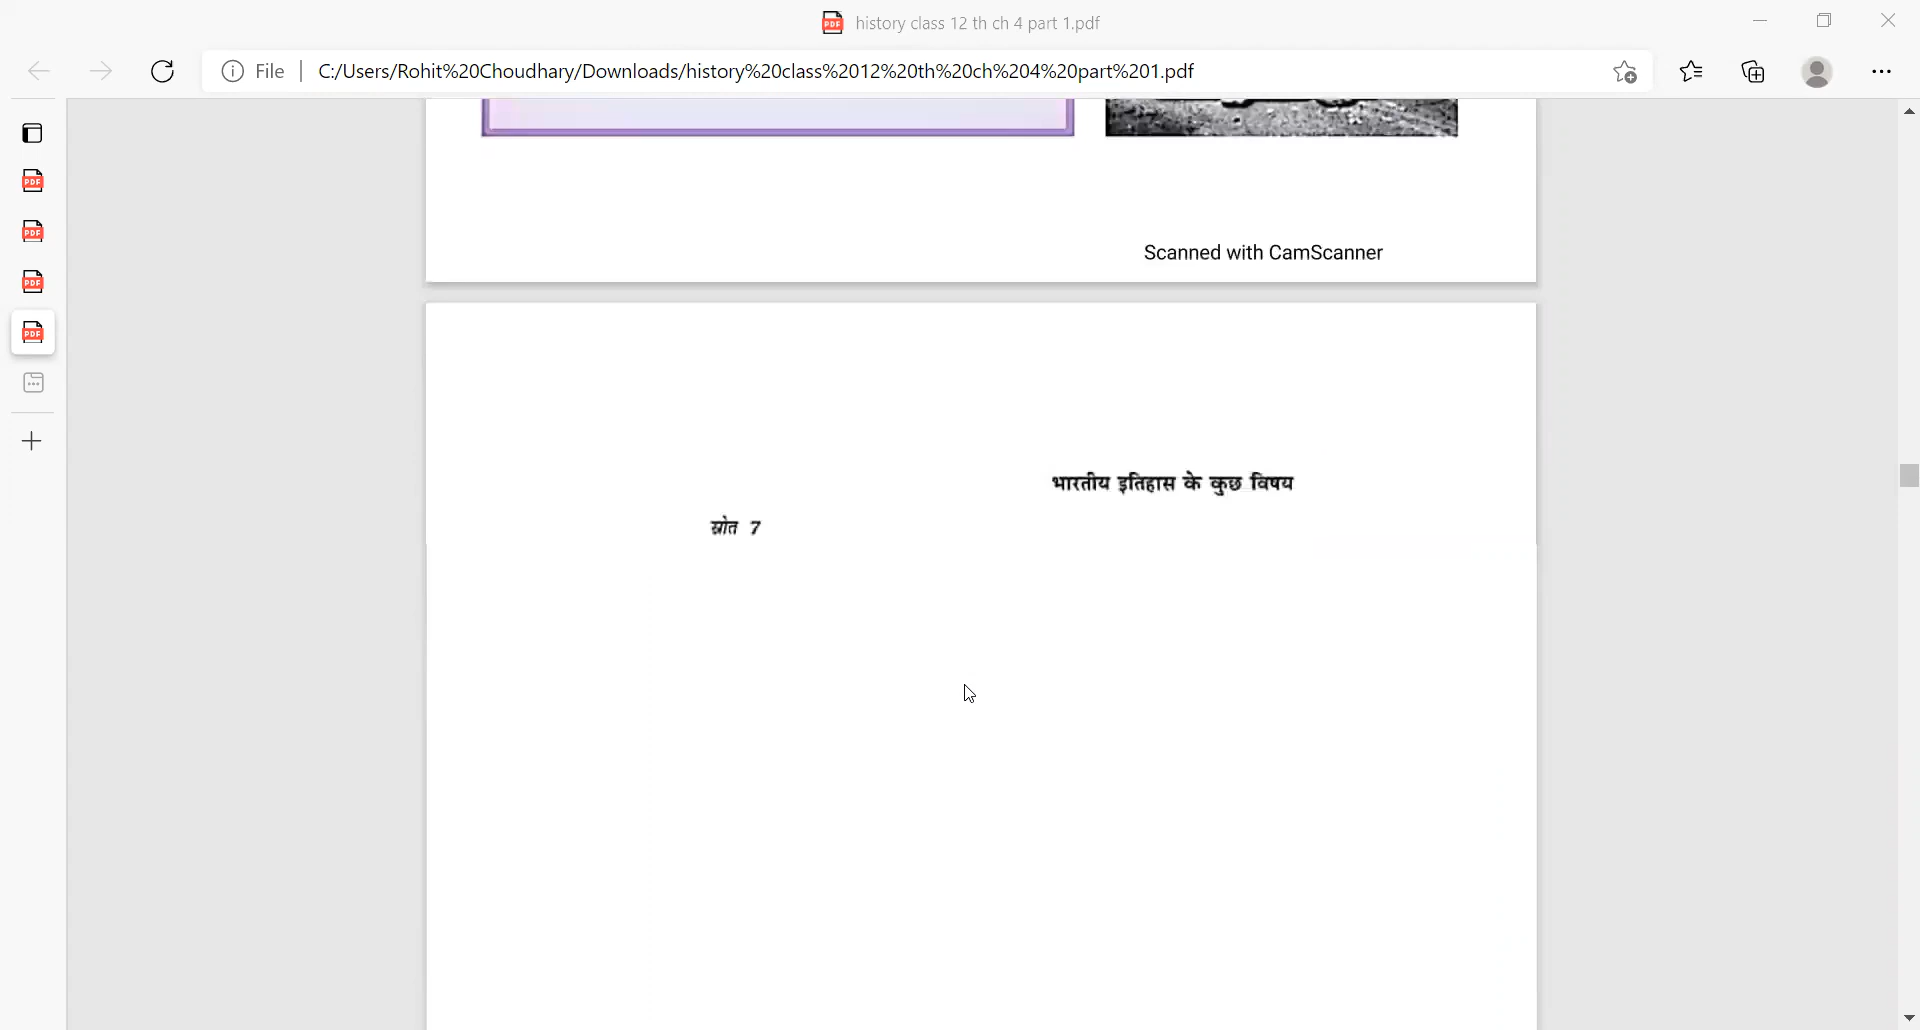 history class 12 th ch 4 part 1.pdf
File | C:/Users/Rohit%20Choudhary/Downloads/history%20class%2012%20th%20ch%204%20part%201.pdf
Scanned with CamScanner
भारतीय इतिहास के कुछ विषय
स्रोत 7